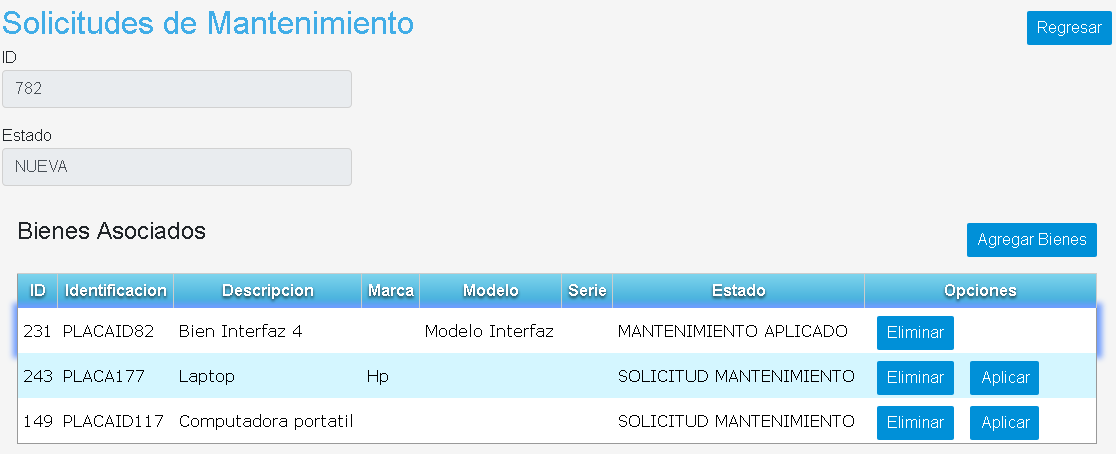 Solicitudes de Mantenimiento
Regresar
ID
782
Estado
NUEVA
Bienes Asociados
Agregar Bienes
ID Identificacion Descripcion Marca Modelo Serie Estado Opciones
231 PLACAID82 Bien Interfaz 4 Modelo Interfaz MANTENIMIENTO APLICADO Eliminar
243 PLACA177 Laptop Hp SOLICITUD MANTENIMIENTO Eliminar Aplicar
149 PLACAID117 Computadora portatil SOLICITUD MANTENIMIENTO Eliminar Aplicar